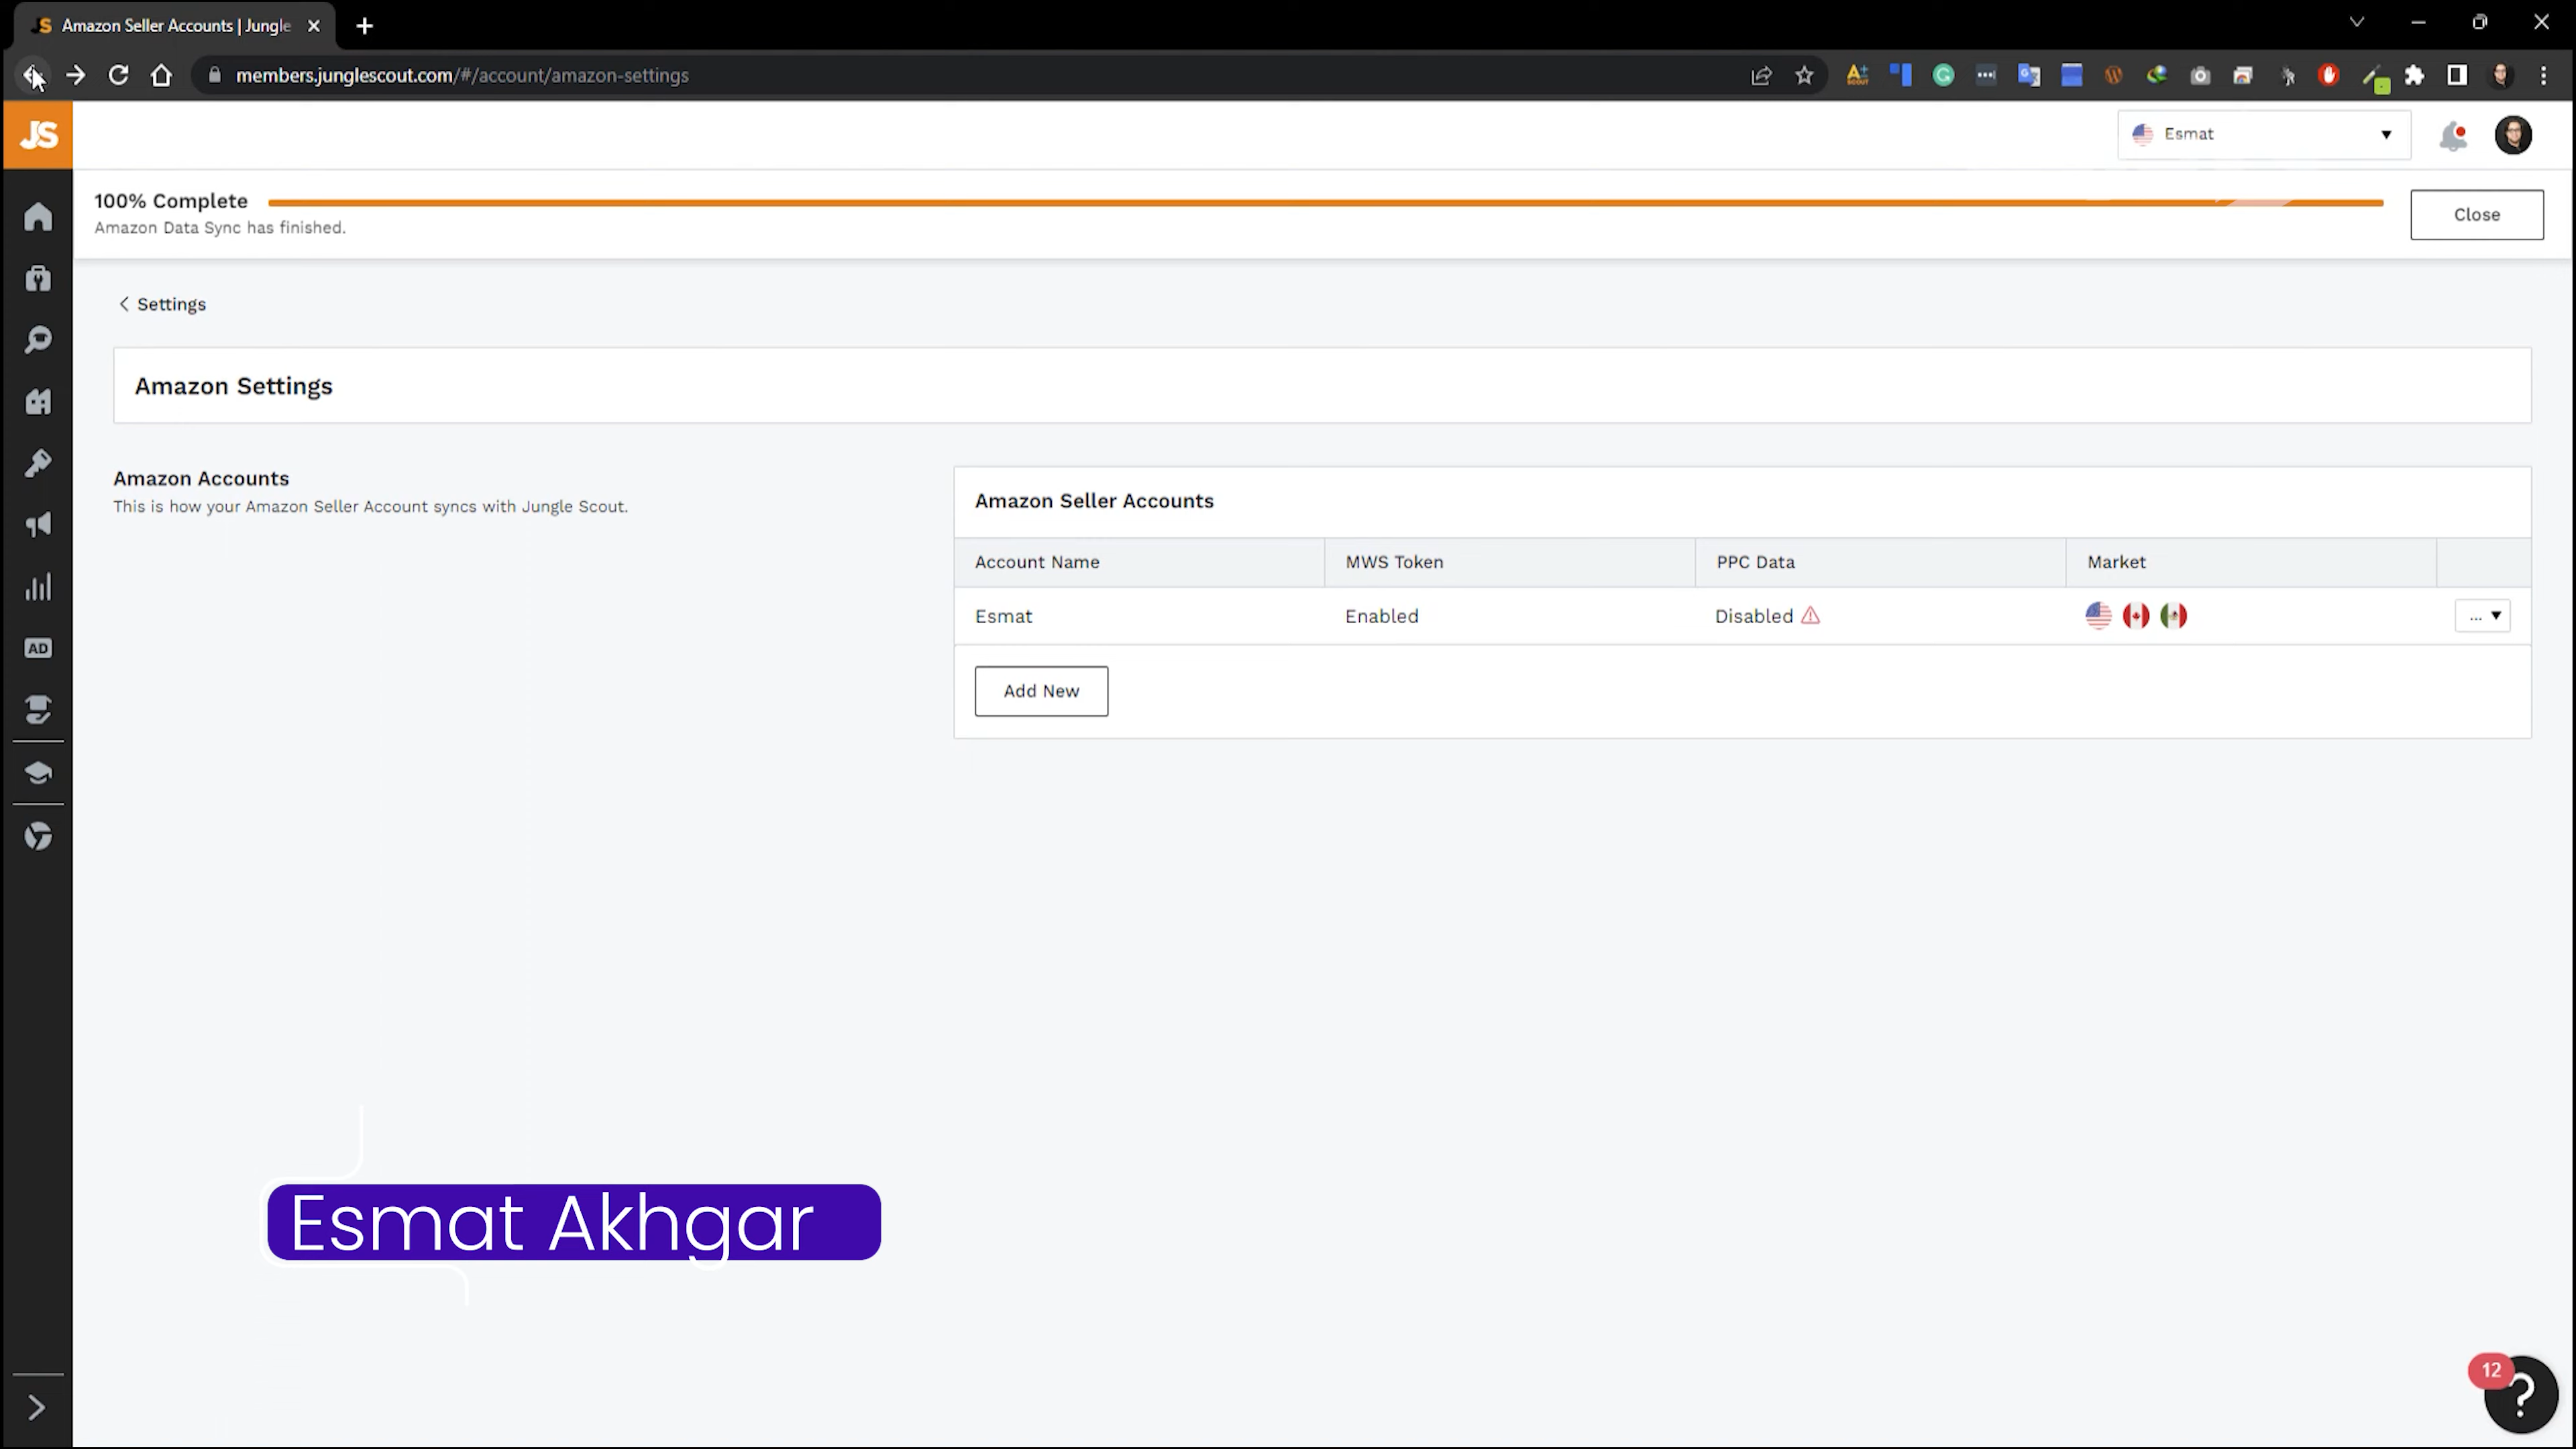 Amazon Seller Accounts | Jungle
members.junglescout.com/#/account/amazon-settings
JS
Esmat
100% Complete
Amazon Data Sync has finished.
Close
Settings
Amazon Settings
Amazon Accounts
This is how your Amazon Seller Account syncs with Jungle Scout.
Amazon Seller Accounts
Account Name MWS Token PPC Data Market
Esmat Enabled Disabled ...
Add New
AD
Esmat Akhgar
12
?